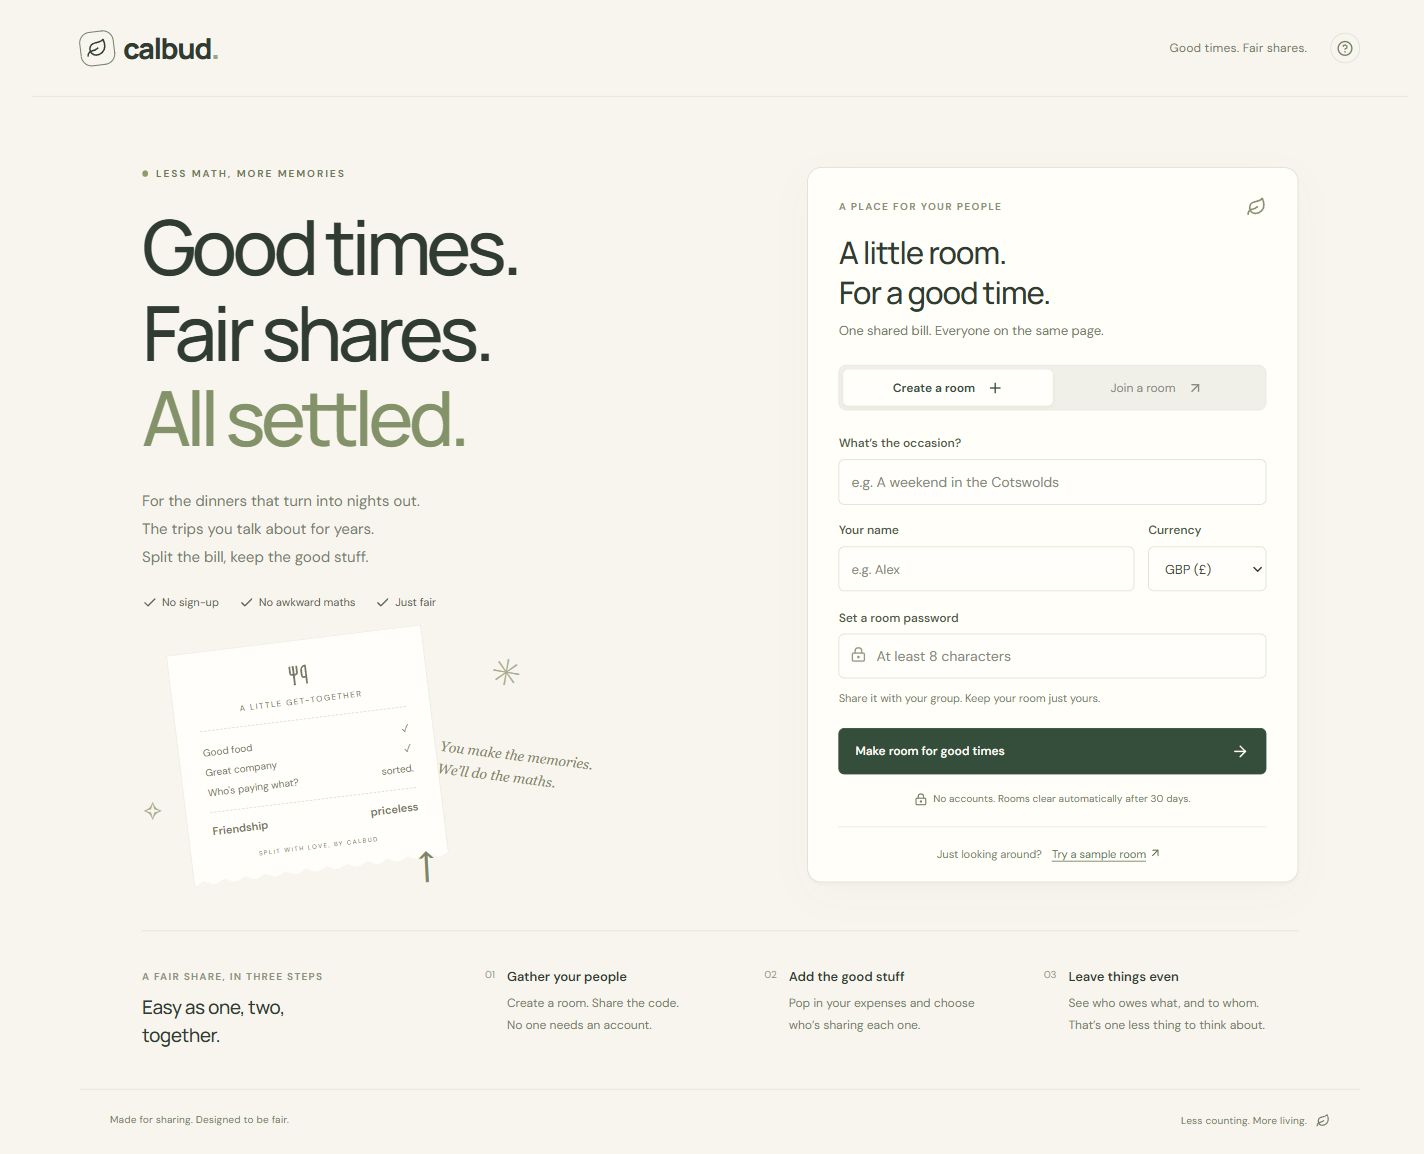 calbud.
Good times. Fair shares.
LESS MATH, MORE MEMORIES
Good times.
Fair shares.
All settled.
For the dinners that turn into nights out.
The trips you talk about for years.
Split the bill, keep the good stuff.
✓ No sign-up ✓ No awkward maths ✓ Just fair
A LITTLE GET-TOGETHER
Good food ✓
Great company ✓
Who's paying what? sorted.
Friendship priceless
SPLIT WITH LOVE, BY CALBUD
You make the memories.
We'll do the maths.
A PLACE FOR YOUR PEOPLE
A little room.
For a good time.
One shared bill. Everyone on the same page.
Create a room +
Join a room
What's the occasion?
e.g. A weekend in the Cotswolds
Your name
e.g. Alex
Currency
GBP (£)
Set a room password
At least 8 characters
Share it with your group. Keep your room just yours.
Make room for good times →
No accounts. Rooms clear automatically after 30 days.
Just looking around? Try a sample room ↗
A FAIR SHARE, IN THREE STEPS
Easy as one, two,
together.
01 Gather your people
Create a room. Share the code.
No one needs an account.
02 Add the good stuff
Pop in your expenses and choose
who's sharing each one.
03 Leave things even
See who owes what, and to whom.
That's one less thing to think about.
Made for sharing. Designed to be fair.
Less counting. More living.